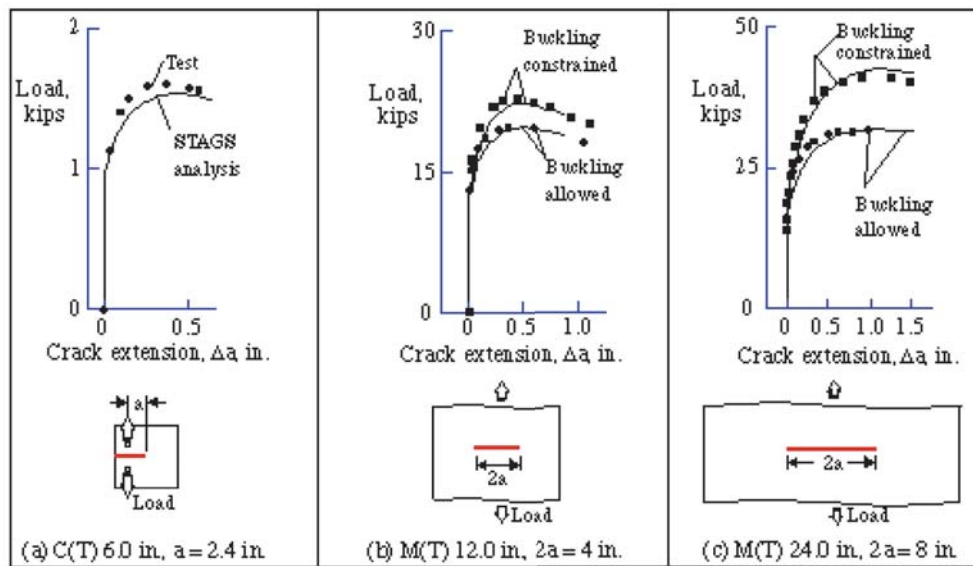 2
Load,
kips
1
0
Test
STAGS
analysis
0
0.5
Crack extension, Δa, in.
a
Load
(a) C(T) 6.0 in, a = 2.4 in.
30
15
0
Buckling
constrained
Buckling
allowed
Load,
kips
0
0.5
1.0
Crack extension, Δa, in.
2a
Load
(b) M(T) 12.0 in, 2a = 4 in.
50
25
0
Buckling
constrained
Buckling
allowed
Load,
kips
0
0.5
1.0
1.5
Crack extension, Δa, in.
2a
Load
(c) M(T) 24.0 in, 2a = 8 in